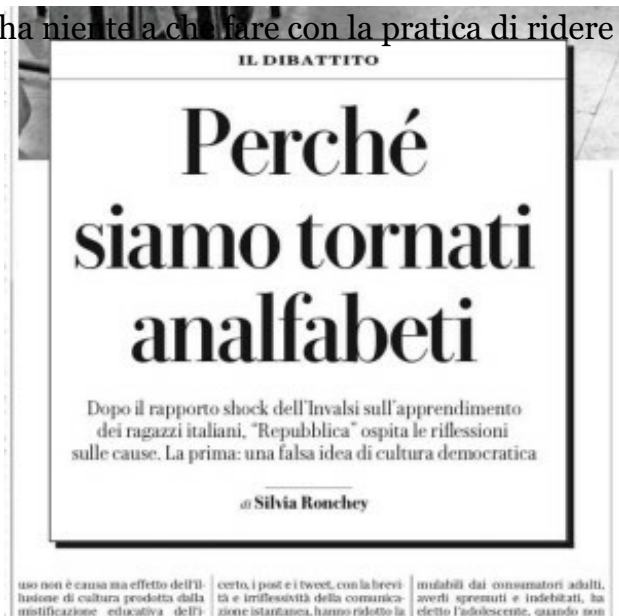 ha niente a che fare con la pratica di ridere
IL DIBATTITO
Perché
siamo tornati
analfabeti
Dopo il rapporto shock dell'Invalsi sull'apprendimento
dei ragazzi italiani, "Repubblica" ospita le riflessioni
sulle cause. La prima: una falsa idea di cultura democratica
di Silvia Ronchey
uso non è causa ma effetto dell'il-
lusione di cultura prodotta dalla
mistificazione educativa dell'i-
certo, i post e i tweet, con la brevi-
tà e irriflessività della comunica-
zione istantanea, hanno ridotto la
mulabili dai consumatori adulti,
averli spremuti e indebitati, ha
eletto l'adolescente, quando non